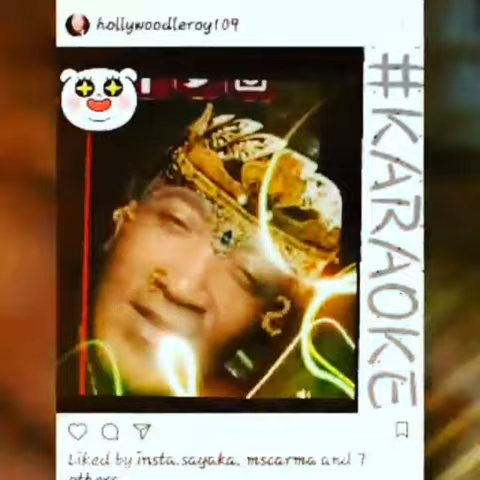 hollywoodleroy109
#KARAOKE
Liked by insta.sayaka, mscarma and 7
others